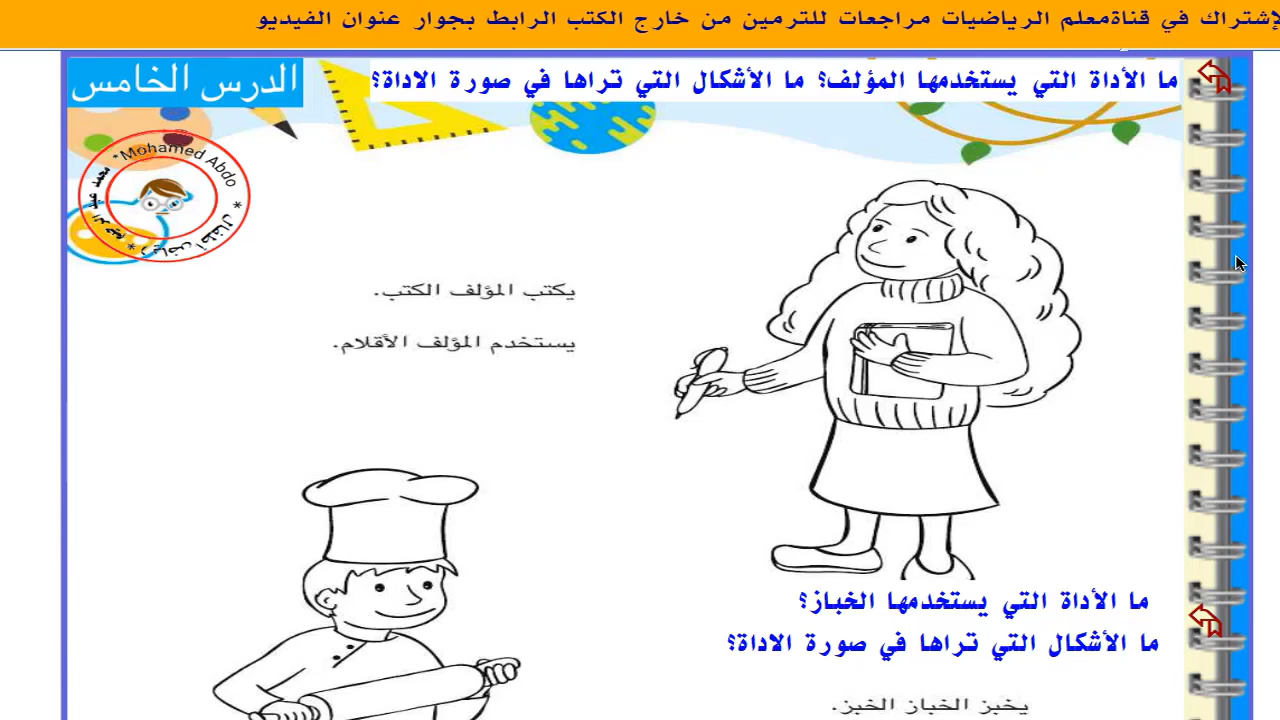 لإشتراك في قناةمعلم الرياضيات مراجعات للترمين من خارج الكتب الرابط بجوار عنوان الفيديو
الدرس الخامس
ما الأداة التي يستخدمها المؤلف؟ ما الأشكال التي تراها في صورة الاداة؟
*Mohamed Abdo*
يكتب المؤلف الكتب.
يستخدم المؤلف الأقلام.
ما الأداة التي يستخدمها الخباز؟
ما الأشكال التي تراها في صورة الاداة؟
يخبز الخباز الخبز.